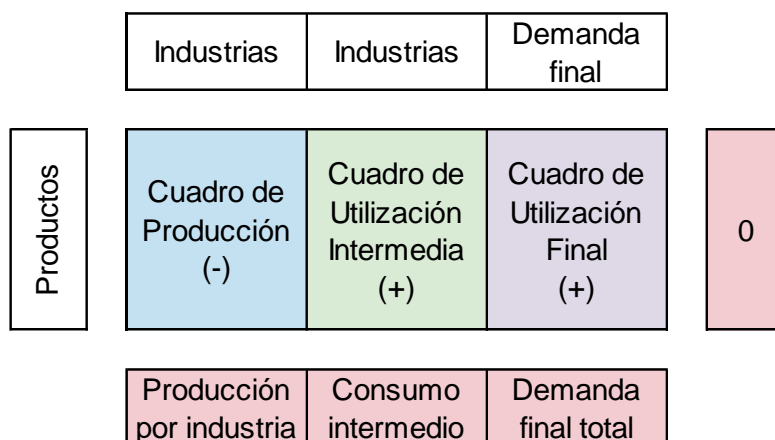 Industrias
Industrias
Demanda
final
Productos
Cuadro de
Producción
(-)
Cuadro de
Utilización
Intermedia
(+)
Cuadro de
Utilización
Final
(+)
0
Producción
por industria
Consumo
intermedio
Demanda
final total